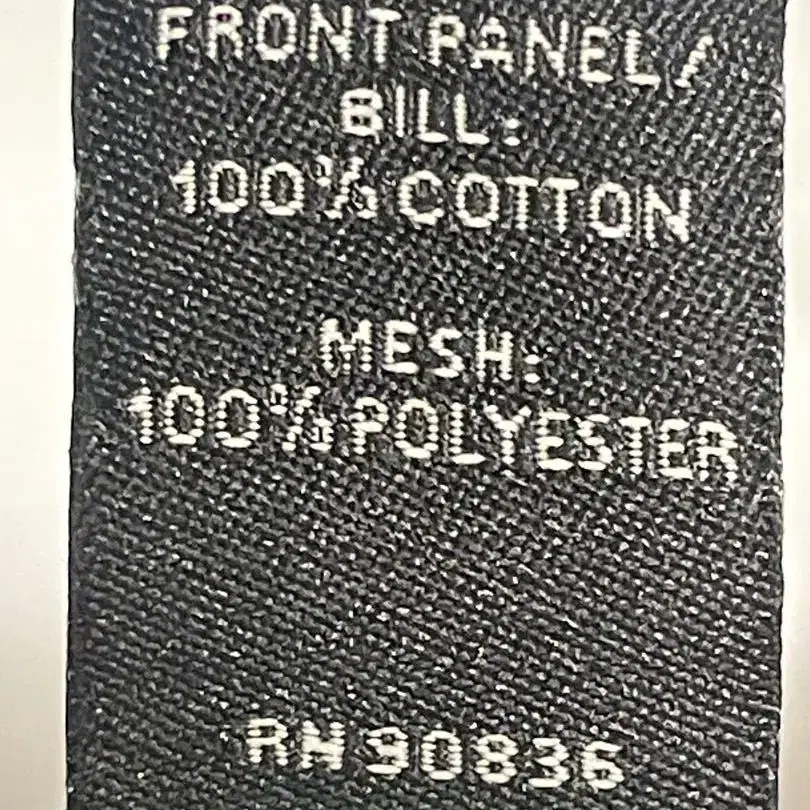 FRONT PANEL/
BILL:
100% COTTON
MESH:
100% POLYESTER
RN 90836